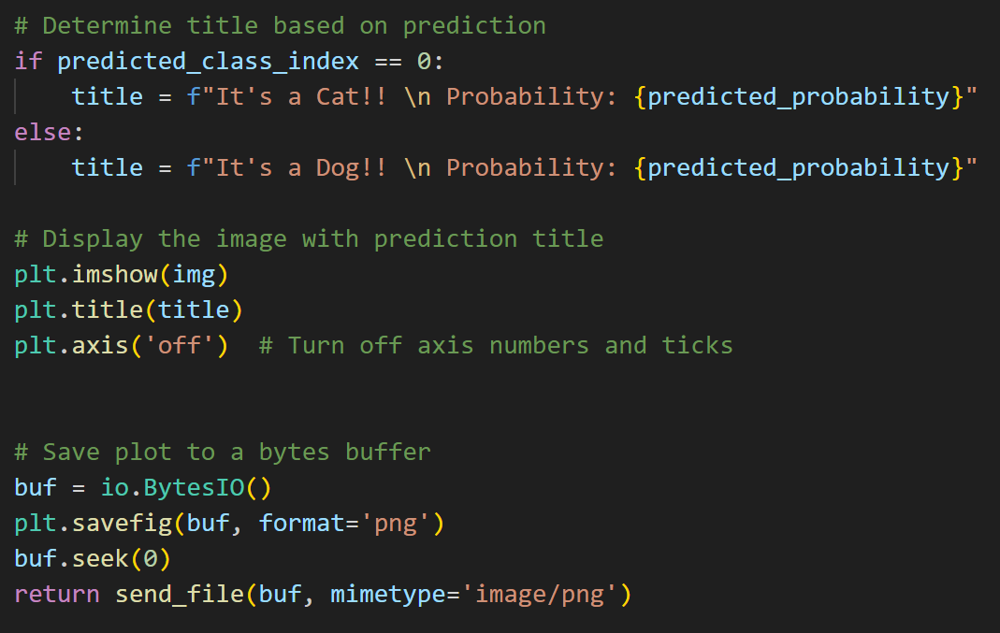 # Determine title based on prediction
if predicted_class_index == 0:
    title = f"It's a Cat!! \n Probability: {predicted_probability}"
else:
    title = f"It's a Dog!! \n Probability: {predicted_probability}"

# Display the image with prediction title
plt.imshow(img)
plt.title(title)
plt.axis('off')  # Turn off axis numbers and ticks


# Save plot to a bytes buffer
buf = io.BytesIO()
plt.savefig(buf, format='png')
buf.seek(0)
return send_file(buf, mimetype='image/png')